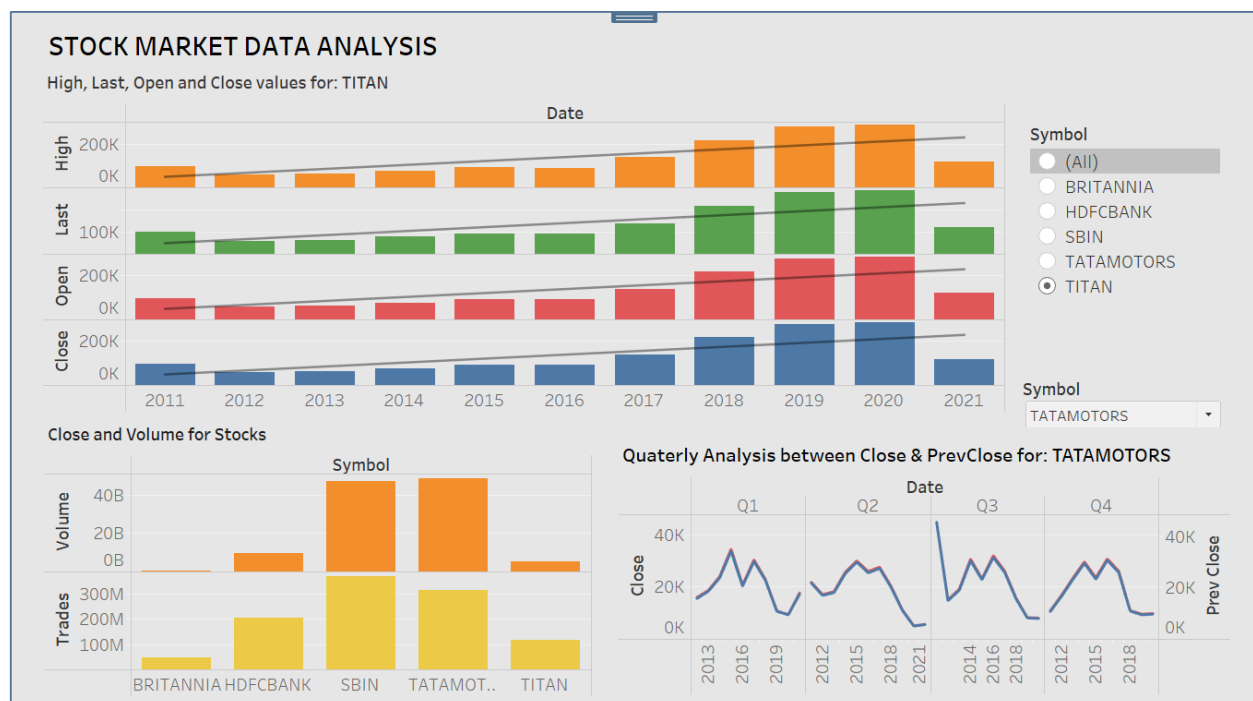 STOCK MARKET DATA ANALYSIS
High, Last, Open and Close values for: TITAN
Date
High
200K
0K
Last
100K
Open
200K
0K
Close
200K
0K
2011 2012 2013 2014 2015 2016 2017 2018 2019 2020 2021
Symbol
(All)
BRITANNIA
HDFCBANK
SBIN
TATAMOTORS
TITAN
Symbol
TATAMOTORS
Close and Volume for Stocks
Symbol
Volume
40B
20B
0B
Trades
300M
200M
100M
BRITANNIA HDFCBANK SBIN TATAMOT.. TITAN
Quaterly Analysis between Close & PrevClose for: TATAMOTORS
Date
Q1 Q2 Q3 Q4
Close
40K
20K
0K
40K
20K
0K
Prev Close
2013 2016 2019 2012 2015 2018 2021 2014 2016 2018 2012 2015 2018